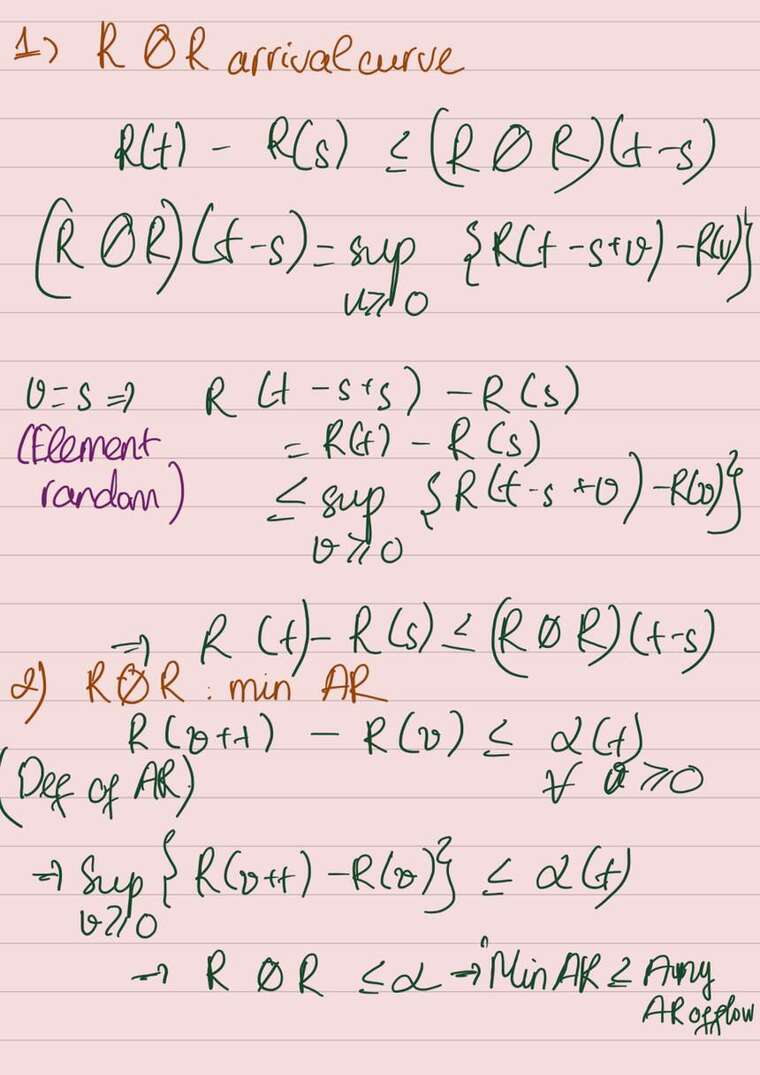 1) R ∅ R arrival curve
R(t) - R(s) ≤ (R ∅ R)(t-s)
(R ∅ R)(t-s) = sup {R(t-s+v) - R(v)}
v≥0
v=s ⇒ R(t-s+s) - R(s)
(Element = R(t) - R(s)
random) ≤ sup {R(t-s+v) - R(v)}
v≥0
⇒ R(t) - R(s) ≤ (R ∅ R)(t-s)
2) R∅R : min AR
R(v+t) - R(v) ≤ α(t)
(Def of AR) ∀ v≥0
⇒ Sup {R(v+t) - R(v)} ≤ α(t)
v≥0
→ R ∅ R ≤ α → Min AR ≤ Any
AR of flow